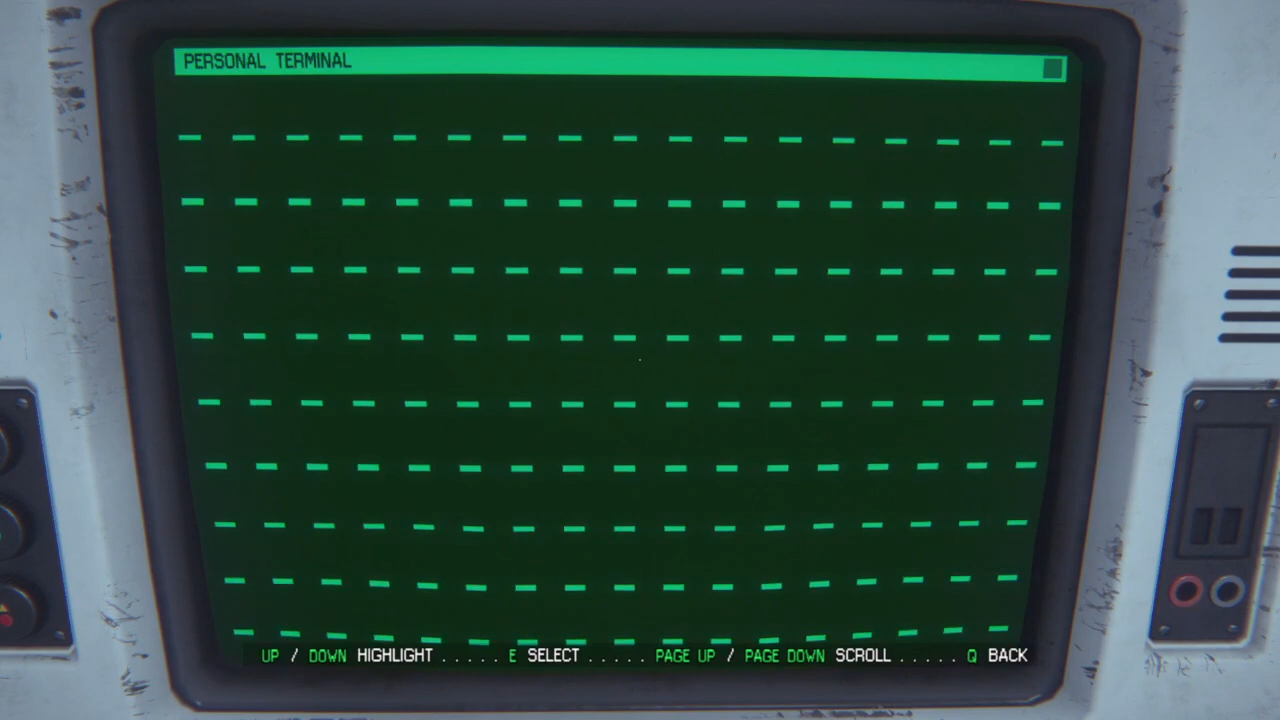 PERSONAL TERMINAL
UP / DOWN HIGHLIGHT ..... E SELECT ..... PAGE UP / PAGE DOWN SCROLL ..... Q BACK